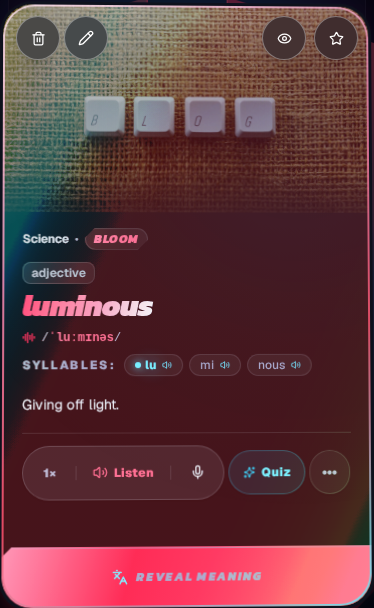 B L O G
Science • BLOOM
adjective
luminous
/ˈluːmɪnəs/
SYLLABLES: lu mi nous
Giving off light.
1× Listen Quiz
REVEAL MEANING